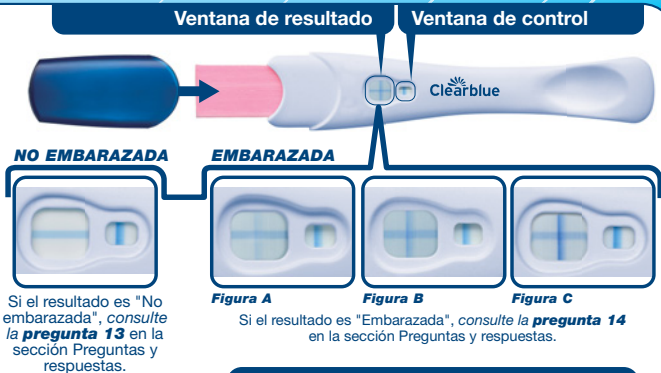 Ventana de resultado
Ventana de control
Clearblue
NO EMBARAZADA
EMBARAZADA
Si el resultado es "No
embarazada", consulte
la pregunta 13 en la
sección Preguntas y
respuestas.
Figura A
Figura B
Figura C
Si el resultado es "Embarazada", consulte la pregunta 14
en la sección Preguntas y respuestas.